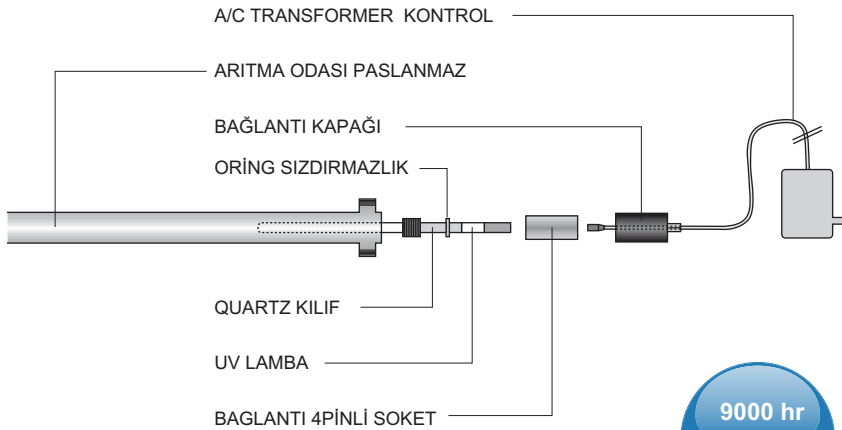 A/C TRANSFORMER KONTROL
ARITMA ODASI PASLANMAZ
BAĞLANTI KAPAĞI
ORİNG SIZDIRMAZLIK
QUARTZ KILIF
UV LAMBA
BAGLANTI 4PİNLİ SOKET
9000 hr